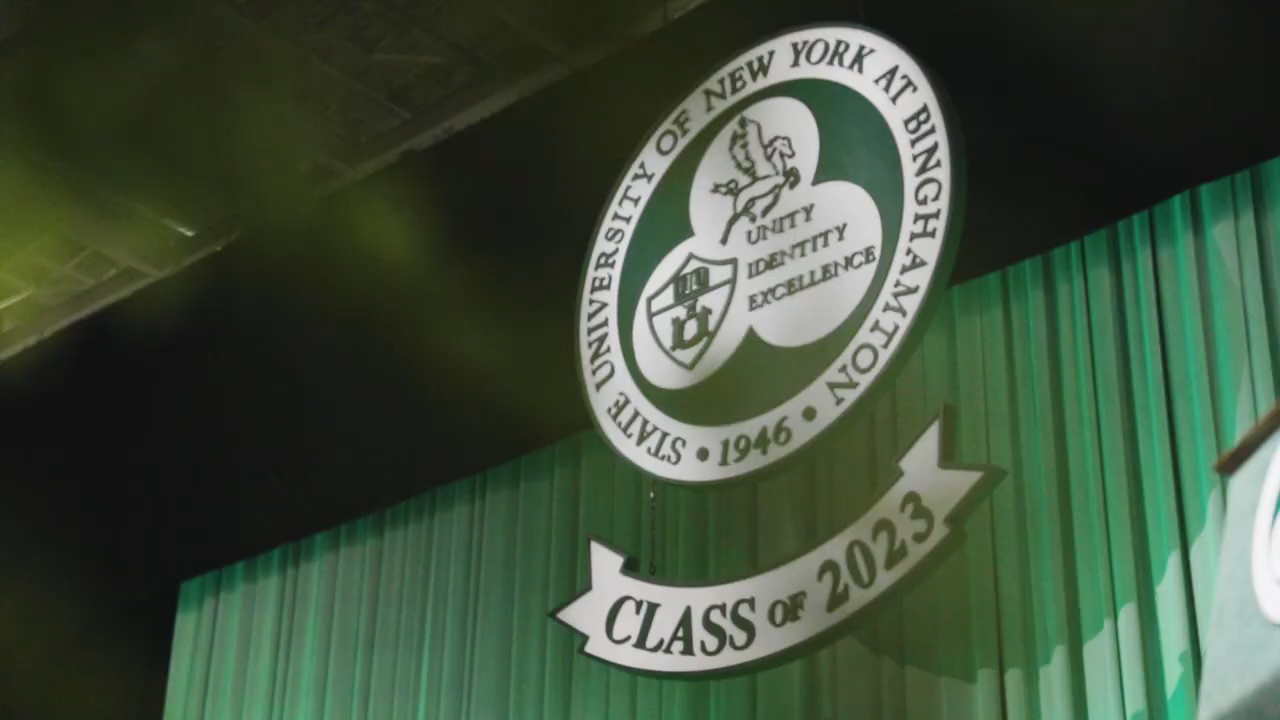 STATE UNIVERSITY OF NEW YORK AT BINGHAMTON
UNITY
IDENTITY
EXCELLENCE
• 1946 •
CLASS OF 2023